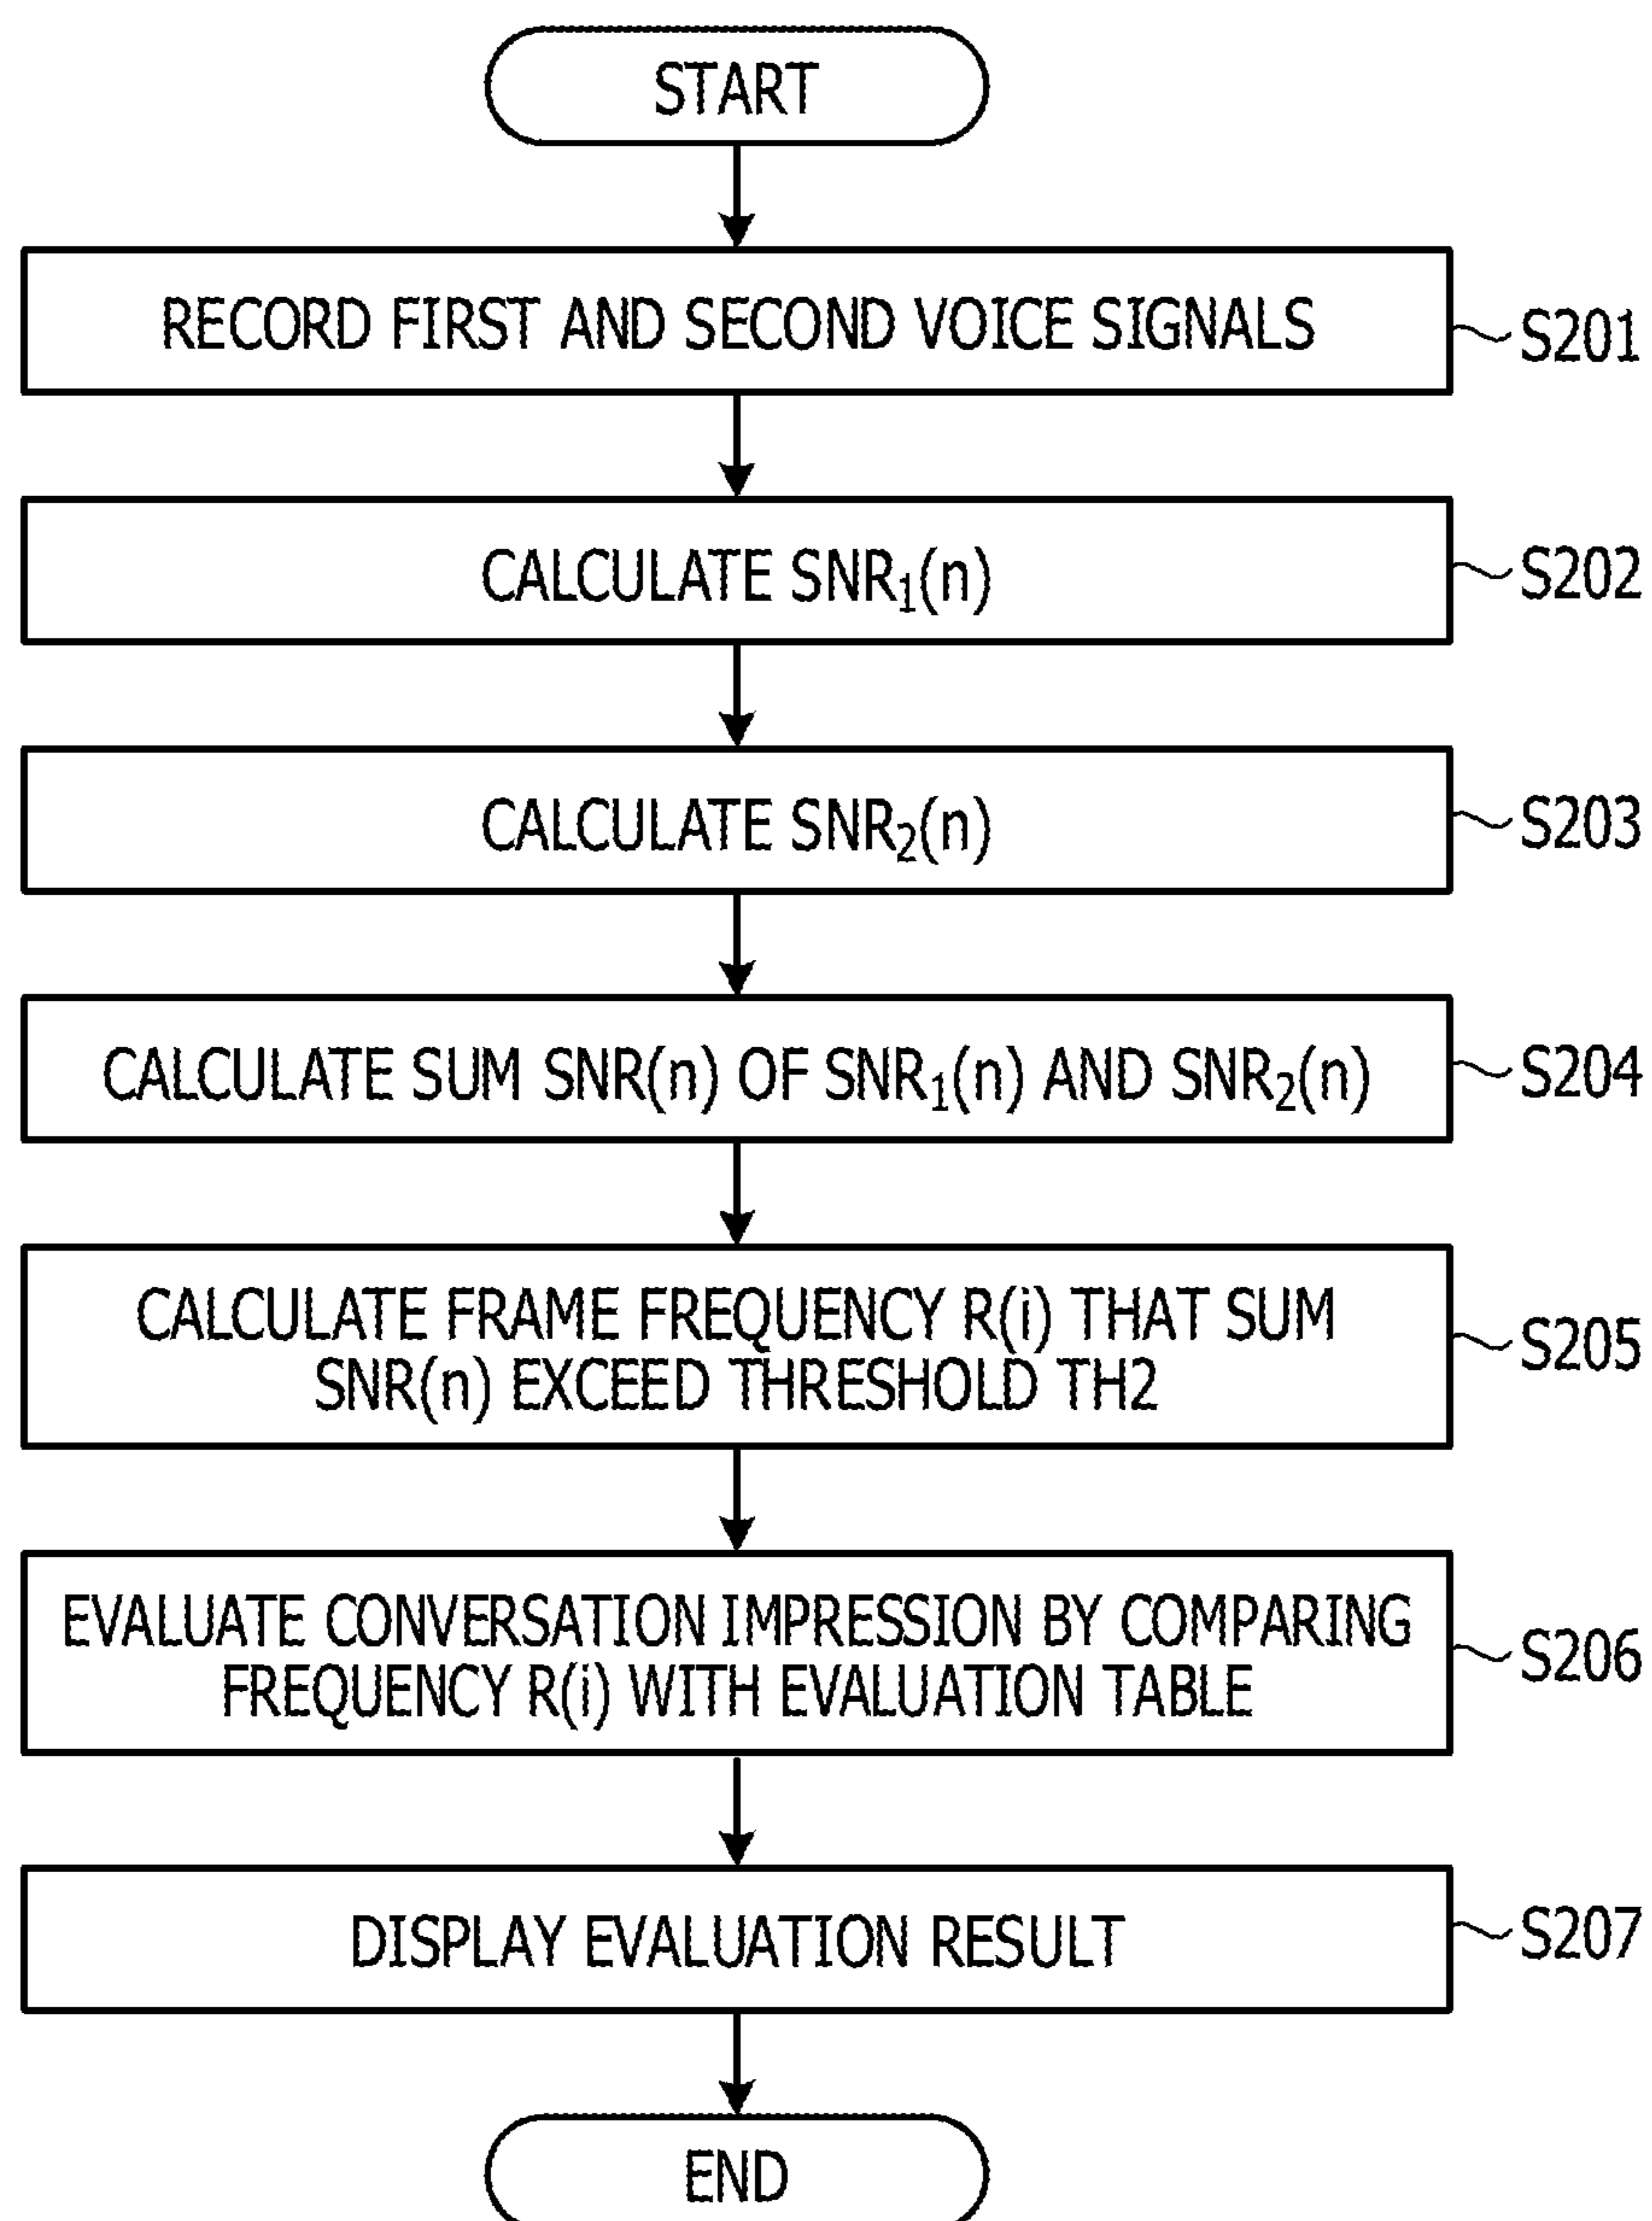 START
RECORD FIRST AND SECOND VOICE SIGNALS
S201
CALCULATE SNR₁(n)
S202
CALCULATE SNR₂(n)
S203
CALCULATE SUM SNR(n) OF SNR₁(n) AND SNR₂(n)
S204
CALCULATE FRAME FREQUENCY R(i) THAT SUM
SNR(n) EXCEED THRESHOLD TH2
S205
EVALUATE CONVERSATION IMPRESSION BY COMPARING
FREQUENCY R(i) WITH EVALUATION TABLE
S206
DISPLAY EVALUATION RESULT
S207
END